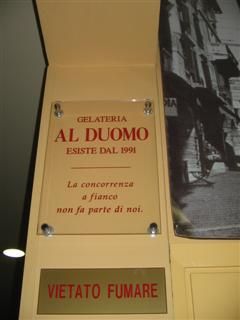 GELATERIA
AL DUOMO
ESISTE DAL 1991
La concorrenza
a fianco
non fa parte di noi.
VIETATO FUMARE